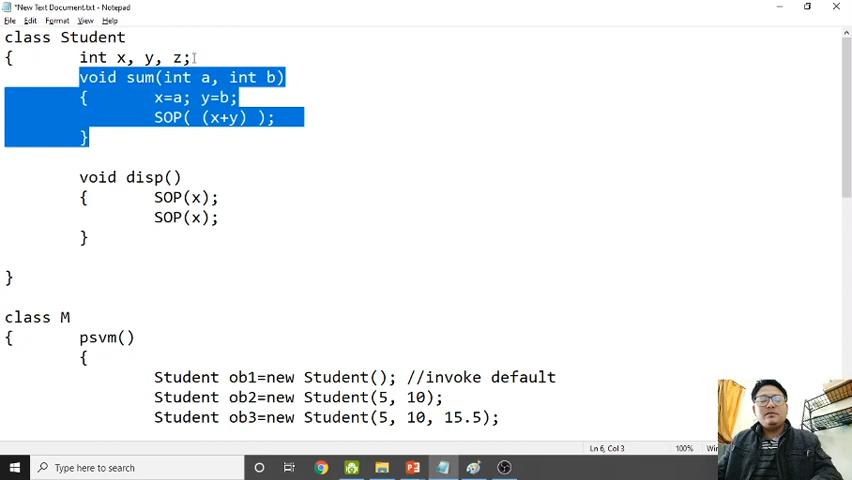 *New Text Document.txt - Notepad
File Edit Format View Help
class Student
{ int x, y, z;
void sum(int a, int b)
{ x=a; y=b;
SOP( (x+y) );
}
void disp()
{ SOP(x);
SOP(x);
}
}
class M
{ psvm()
{
Student ob1=new Student(); //invoke default
Student ob2=new Student(5, 10);
Student ob3=new Student(5, 10, 15.5);
Ln 6, Col 3 100% Win
Type here to search